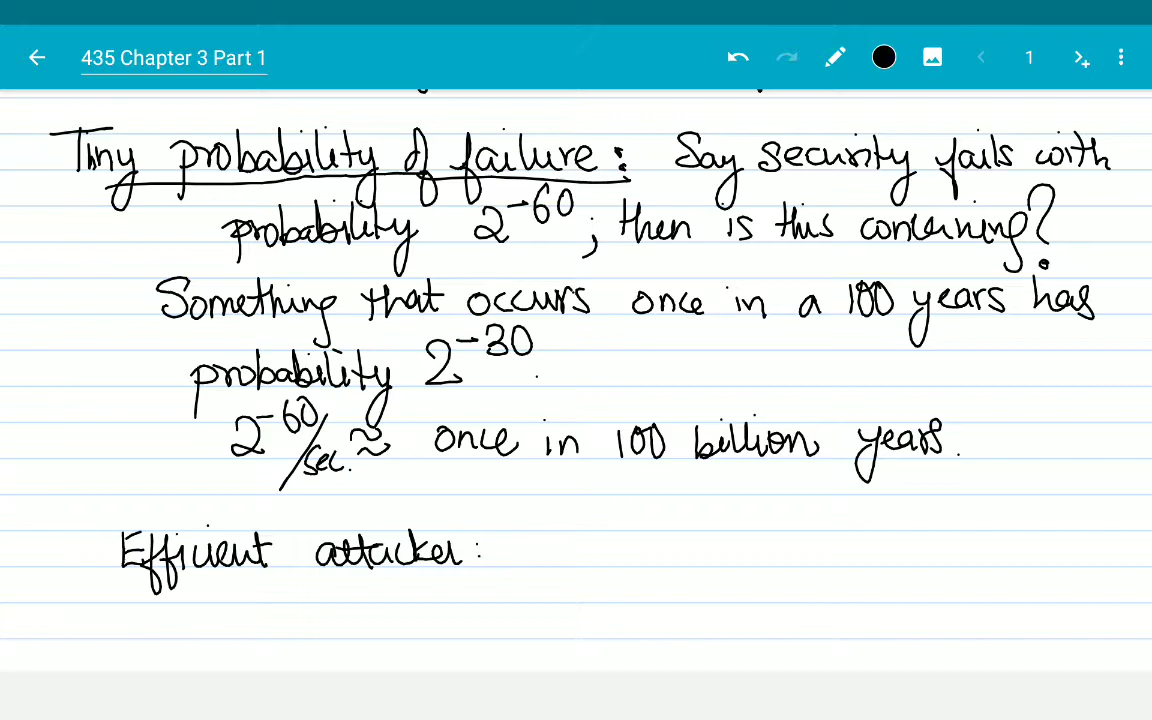 435 Chapter 3 Part 1
1
Tiny probability of failure: Say security fails with
probability 2^-60; then is this concerning?
Something that occurs once in a 100 years has
probability 2^-30.
2^-60/sec. ≈ once in 100 billion years.
Efficient attacker: